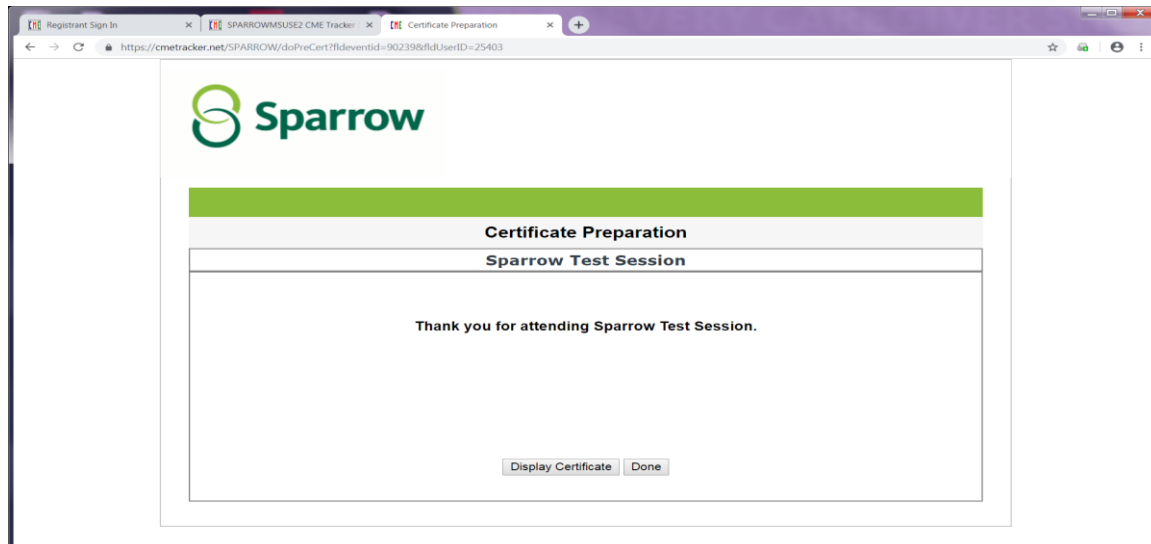 Registrant Sign In
SPARROWMSUSE2 CME Tracker
Certificate Preparation
https://cmetracker.net/SPARROW/doPreCert?fldeventid=90239&fldUserID=25403
Sparrow
Certificate Preparation
Sparrow Test Session
Thank you for attending Sparrow Test Session.
Display Certificate Done